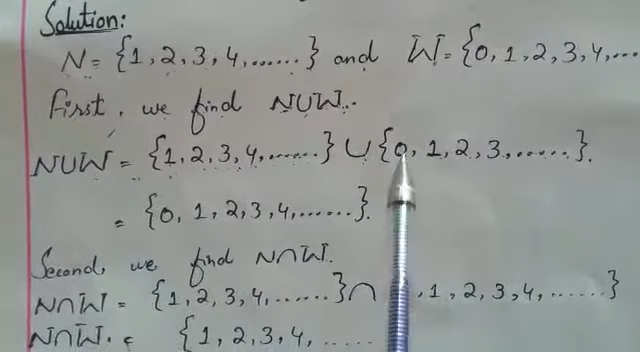 Solution:
N = {1, 2, 3, 4, ......} and W = {0, 1, 2, 3, 4, ...
First, we find N∪W.
N∪W = {1, 2, 3, 4, ......} ∪ {0, 1, 2, 3, ......}.
= {0, 1, 2, 3, 4, ......}.
Second, we find N∩W.
N∩W = {1, 2, 3, 4, ......} ∩ , 1, 2, 3, 4, ......}
N∩W = {1, 2, 3, 4, .....